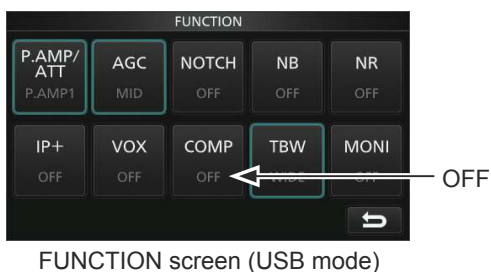 FUNCTION
P.AMP/ATT AGC NOTCH NB NR
P.AMP1 MID OFF OFF OFF
IP+ VOX COMP TBW MONI
OFF OFF OFF WIDE OFF
OFF
FUNCTION screen (USB mode)